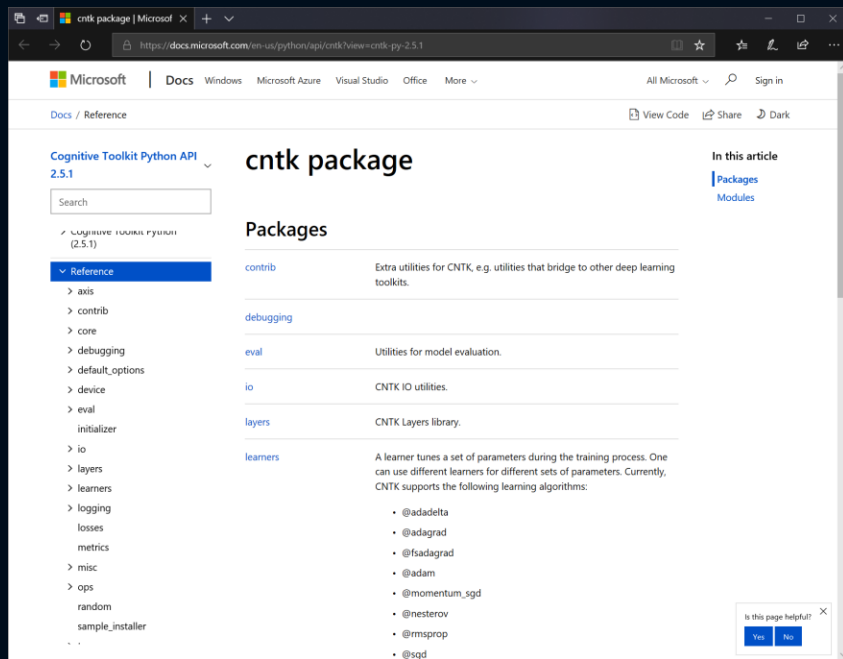 cntk package | Microsof
https://docs.microsoft.com/en-us/python/api/cntk?view=cntk-py-2.5.1
Microsoft | Docs Windows Microsoft Azure Visual Studio Office More All Microsoft Sign in
Docs / Reference View Code Share Dark
Cognitive Toolkit Python API
2.5.1
Search
Cognitive Toolkit Python
(2.5.1)
Reference
axis
contrib
core
debugging
default_options
device
eval
initializer
io
layers
learners
logging
losses
metrics
misc
ops
random
sample_installer
cntk package
Packages
contrib Extra utilities for CNTK, e.g. utilities that bridge to other deep learning
toolkits.
debugging
eval Utilities for model evaluation.
io CNTK IO utilities.
layers CNTK Layers library.
learners A learner tunes a set of parameters during the training process. One
can use different learners for different sets of parameters. Currently,
CNTK supports the following learning algorithms:
• @adadelta
• @adagrad
• @fsadagrad
• @adam
• @momentum_sgd
• @nesterov
• @rmsprop
• @sgd
In this article
Packages
Modules
Is this page helpful?
Yes No